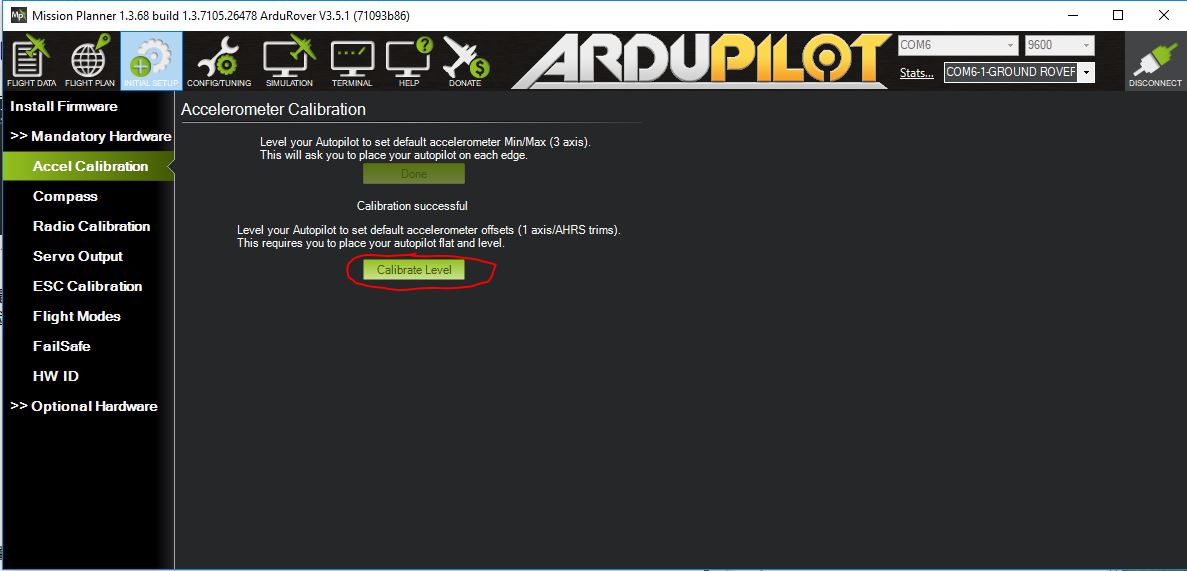 Mission Planner 1.3.68 build 1.3.7105.26478 ArduRover V3.5.1 (71093b86)
FLIGHT DATA FLIGHT PLAN INITIAL SETUP CONFIG/TUNING SIMULATION TERMINAL HELP DONATE
ARDUPILOT
COM6 9600
Stats... COM6-1-GROUND ROVER
DISCONNECT
Install Firmware
>> Mandatory Hardware
Accel Calibration
Compass
Radio Calibration
Servo Output
ESC Calibration
Flight Modes
FailSafe
HW ID
>> Optional Hardware
Accelerometer Calibration
Level your Autopilot to set default accelerometer Min/Max (3 axis).
This will ask you to place your autopilot on each edge.
Done
Calibration successful
Level your Autopilot to set default accelerometer offsets (1 axis/AHRS trims).
This requires you to place your autopilot flat and level.
Calibrate Level